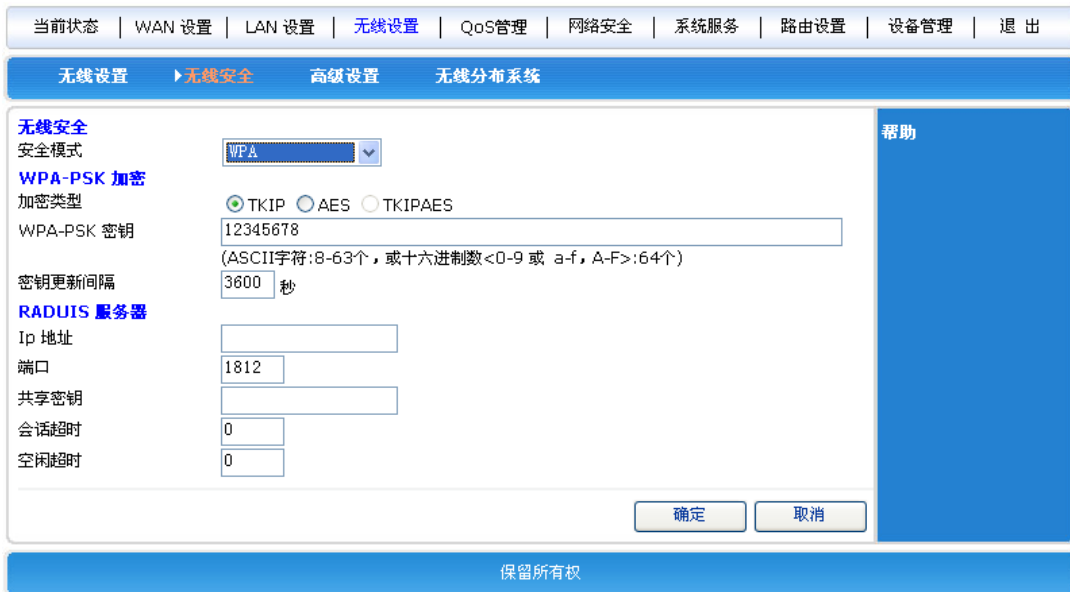 当前状态 | WAN 设置 | LAN 设置 | 无线设置 | QoS管理 | 网络安全 | 系统服务 | 路由设置 | 设备管理 | 退 出
无线设置 无线安全 高级设置 无线分布系统
无线安全
帮助
安全模式 WPA
WPA-PSK 加密
加密类型 TKIP AES TKIPAES
WPA-PSK 密钥 12345678
(ASCII字符:8-63个，或十六进制数<0-9 或 a-f，A-F>:64个)
密钥更新间隔 3600 秒
RADUIS 服务器
Ip 地址
端口 1812
共享密钥
会话超时 0
空闲超时 0
确定 取消
保留所有权